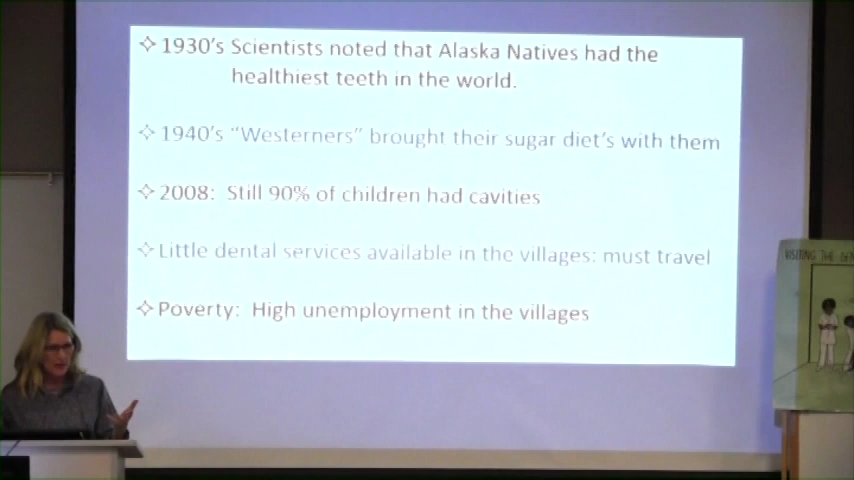 ✧1930's Scientists noted that Alaska Natives had the
healthiest teeth in the world.
✧1940's "Westerners" brought their sugar diet's with them
✧2008: Still 90% of children had cavities
✧Little dental services available in the villages: must travel
✧Poverty: High unemployment in the villages
VISITING THE